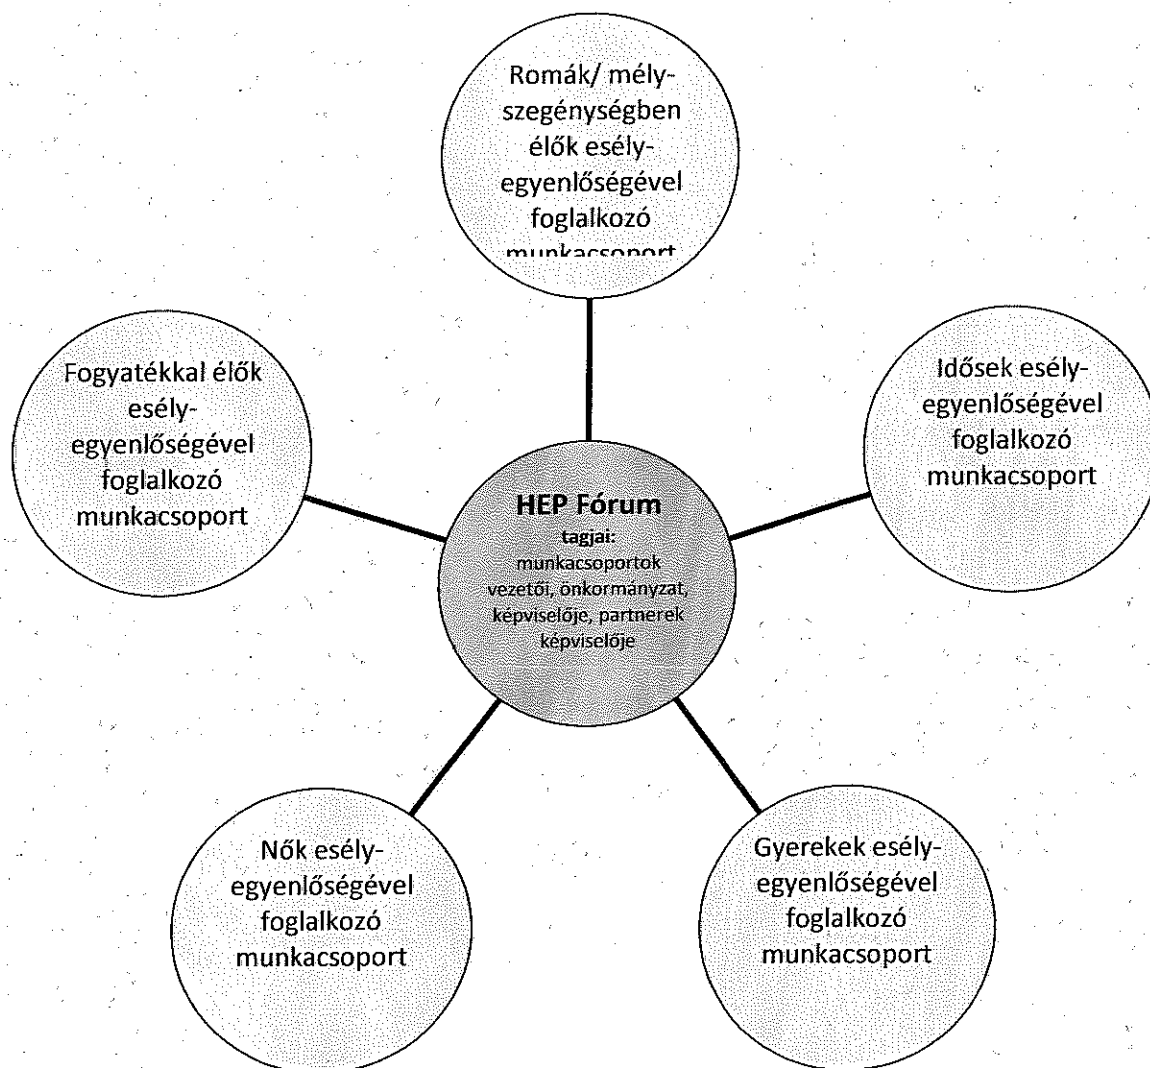 Romák/ mély-
szegénységben
élők esély-
egyenlőségével
foglalkozó
munkacsoport
Fogyatékkal élők
esély-
egyenlőségével
foglalkozó
munkacsoport
Idősek esély-
egyenlőségével
foglalkozó
munkacsoport
HEP Fórum
tagjai:
munkacsoportok
vezetői, önkormányzat,
képviselője, partnerek
képviselője
Nők esély-
egyenlőségével
foglalkozó
munkacsoport
Gyerekek esély-
egyenlőségével
foglalkozó
munkacsoport